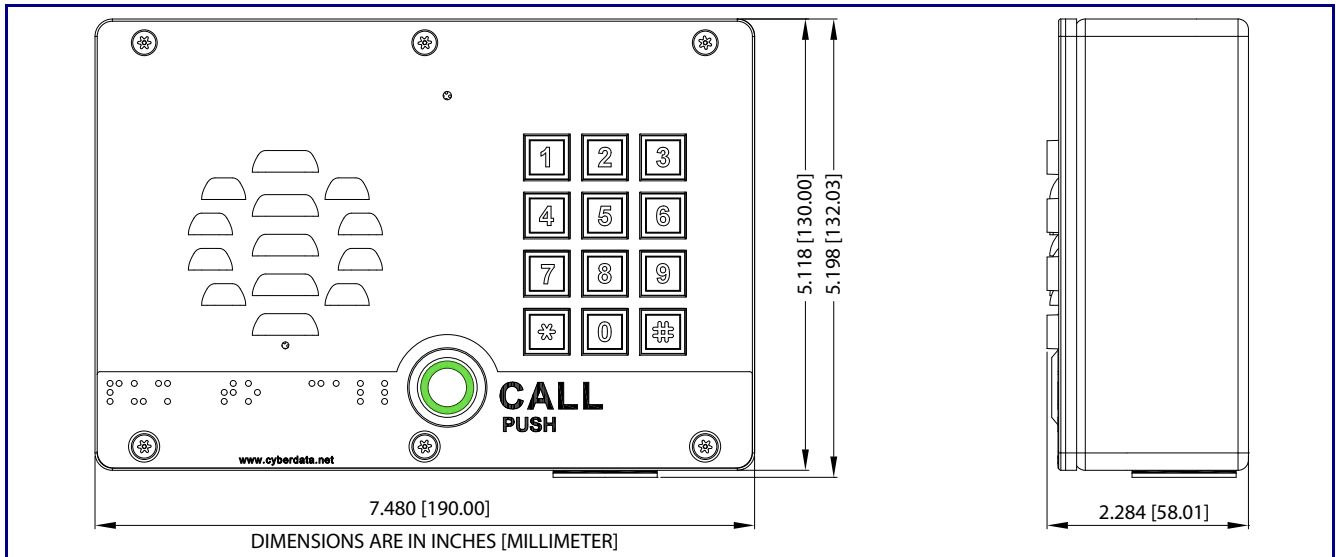 1 2 3
4 5 6
7 8 9
* 0 #
CALL
PUSH
www.cyberdata.net
5.118 [130.00]
5.198 [132.03]
7.480 [190.00]
2.284 [58.01]
DIMENSIONS ARE IN INCHES [MILLIMETER]